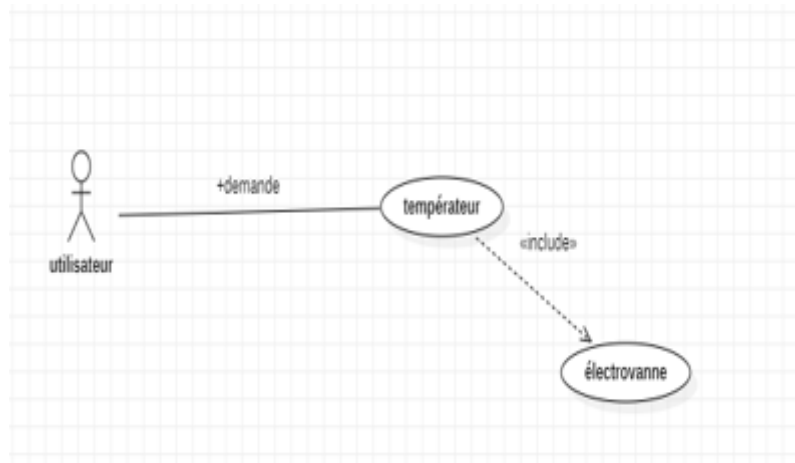 +demande
températeur
«include»
utilisateur
électrovanne